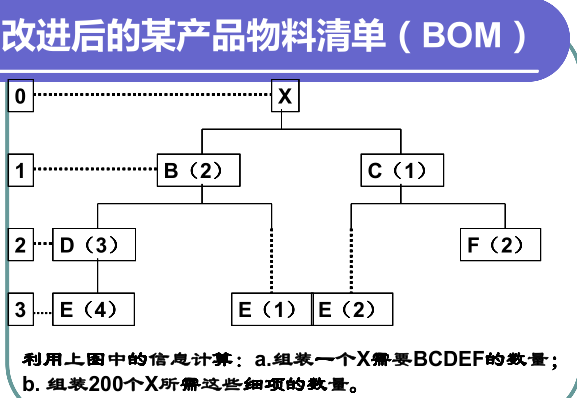 改进后的某产品物料清单（BOM）
0 X
1 B（2） C（1）
2 D（3） F（2）
3 E（4） E（1） E（2）
利用上图中的信息计算：a.组装一个X需要BCDEF的数量；
b. 组装200个X所需这些细项的数量。